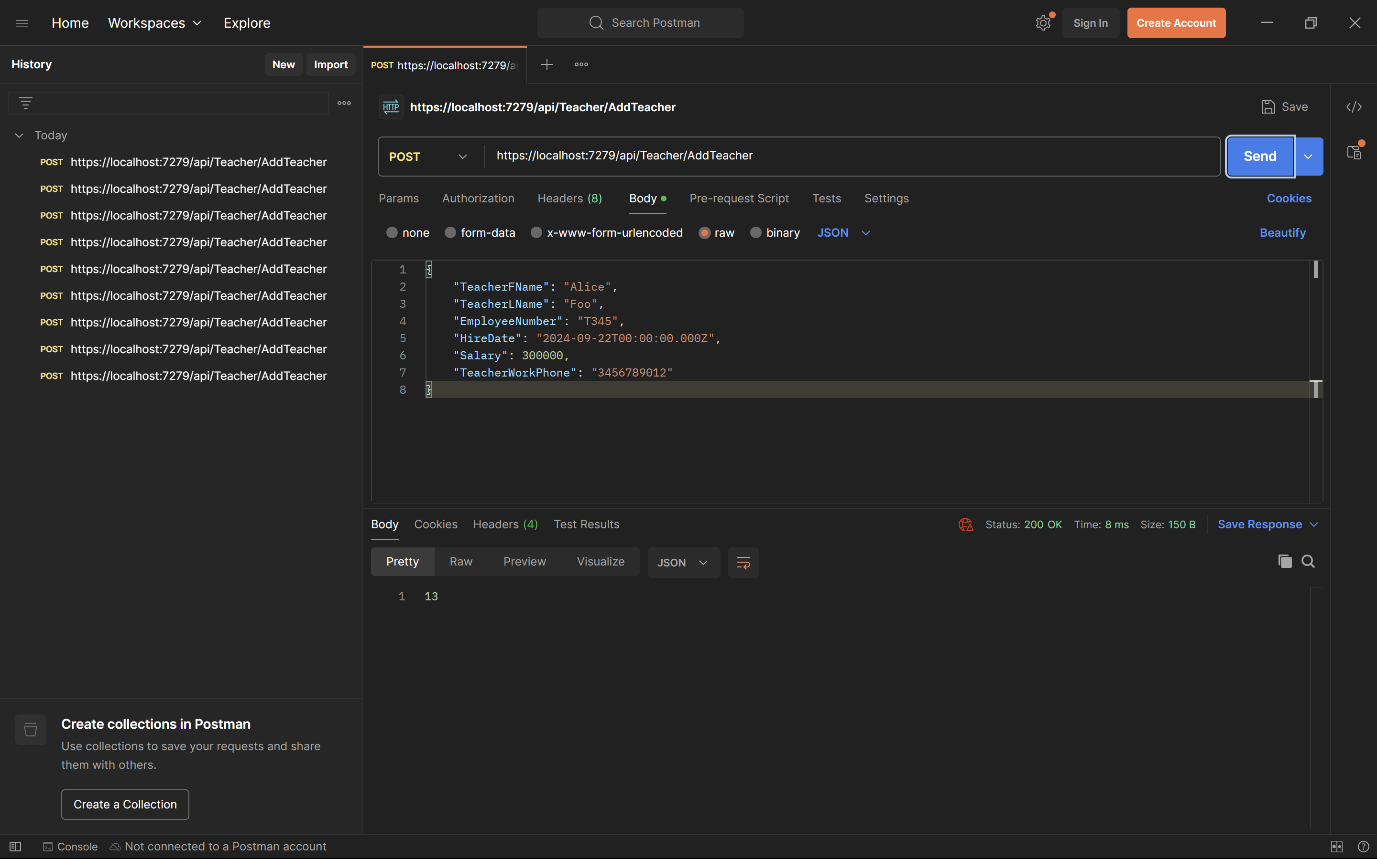 Home Workspaces Explore Search Postman Sign In Create Account
History New Import POST https://localhost:7279/a
HTTP https://localhost:7279/api/Teacher/AddTeacher Save
Today
POST https://localhost:7279/api/Teacher/AddTeacher
POST https://localhost:7279/api/Teacher/AddTeacher
POST https://localhost:7279/api/Teacher/AddTeacher
POST https://localhost:7279/api/Teacher/AddTeacher
POST https://localhost:7279/api/Teacher/AddTeacher
POST https://localhost:7279/api/Teacher/AddTeacher
POST https://localhost:7279/api/Teacher/AddTeacher
POST https://localhost:7279/api/Teacher/AddTeacher
POST https://localhost:7279/api/Teacher/AddTeacher
Create collections in Postman
Use collections to save your requests and share
them with others.
Create a Collection
POST https://localhost:7279/api/Teacher/AddTeacher Send
Params Authorization Headers (8) Body Pre-request Script Tests Settings Cookies
none form-data x-www-form-urlencoded raw binary JSON Beautify
1 {
2 "TeacherFName": "Alice",
3 "TeacherLName": "Foo",
4 "EmployeeNumber": "T345",
5 "HireDate": "2024-09-22T00:00:00.000Z",
6 "Salary": 300000,
7 "TeacherWorkPhone": "3456789012"
8 }
Body Cookies Headers (4) Test Results Status: 200 OK Time: 8 ms Size: 150 B Save Response
Pretty Raw Preview Visualize JSON
1 13
Console Not connected to a Postman account